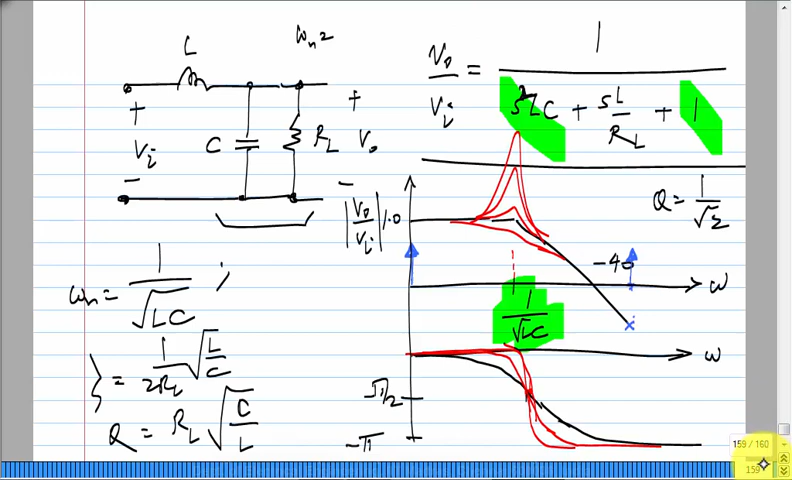 ωn²
L
+ Vi −
C
RL
+ Vo −
Vo/Vi = 1 / (s²LC + sL/RL + 1)
Q = 1/√2
|Vo/Vi|
1.0
-40
ω
1/√LC
ω
π/2
-π
ωn = 1/√LC ;
ξ = 1/2RL √L/C
Q = RL √C/L
159 / 160
159